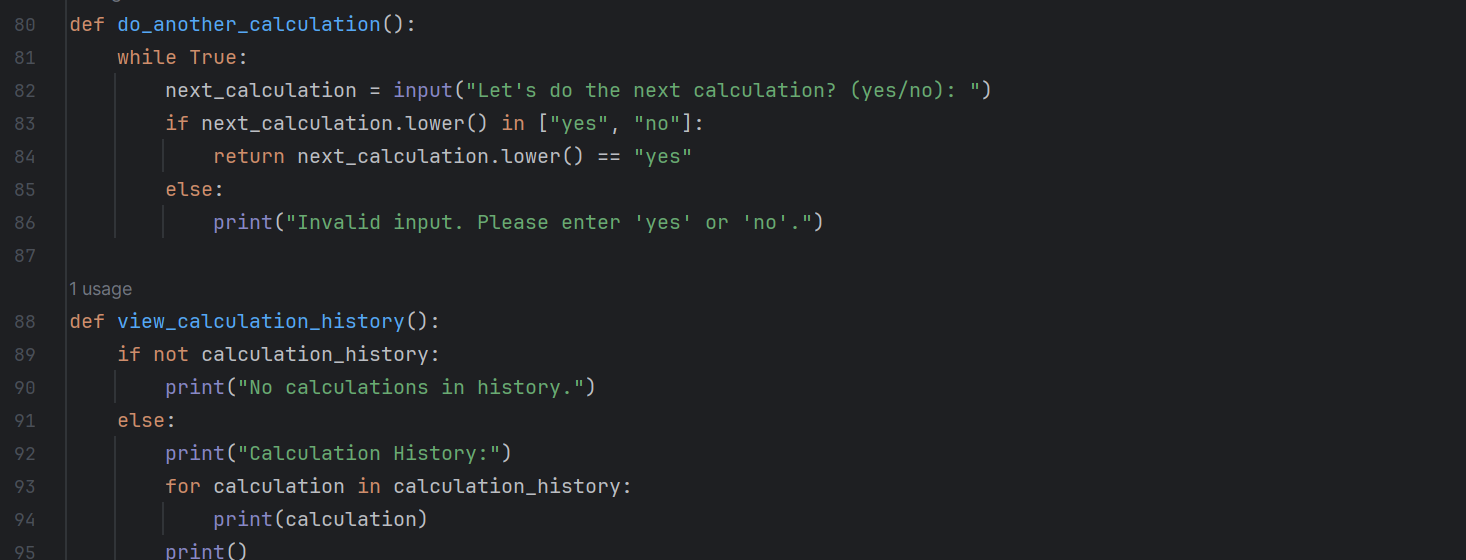 80 def do_another_calculation():
81     while True:
82         next_calculation = input("Let's do the next calculation? (yes/no): ")
83         if next_calculation.lower() in ["yes", "no"]:
84             return next_calculation.lower() == "yes"
85         else:
86             print("Invalid input. Please enter 'yes' or 'no'.")
87
1 usage
88 def view_calculation_history():
89     if not calculation_history:
90         print("No calculations in history.")
91     else:
92         print("Calculation History:")
93         for calculation in calculation_history:
94             print(calculation)
95         print()